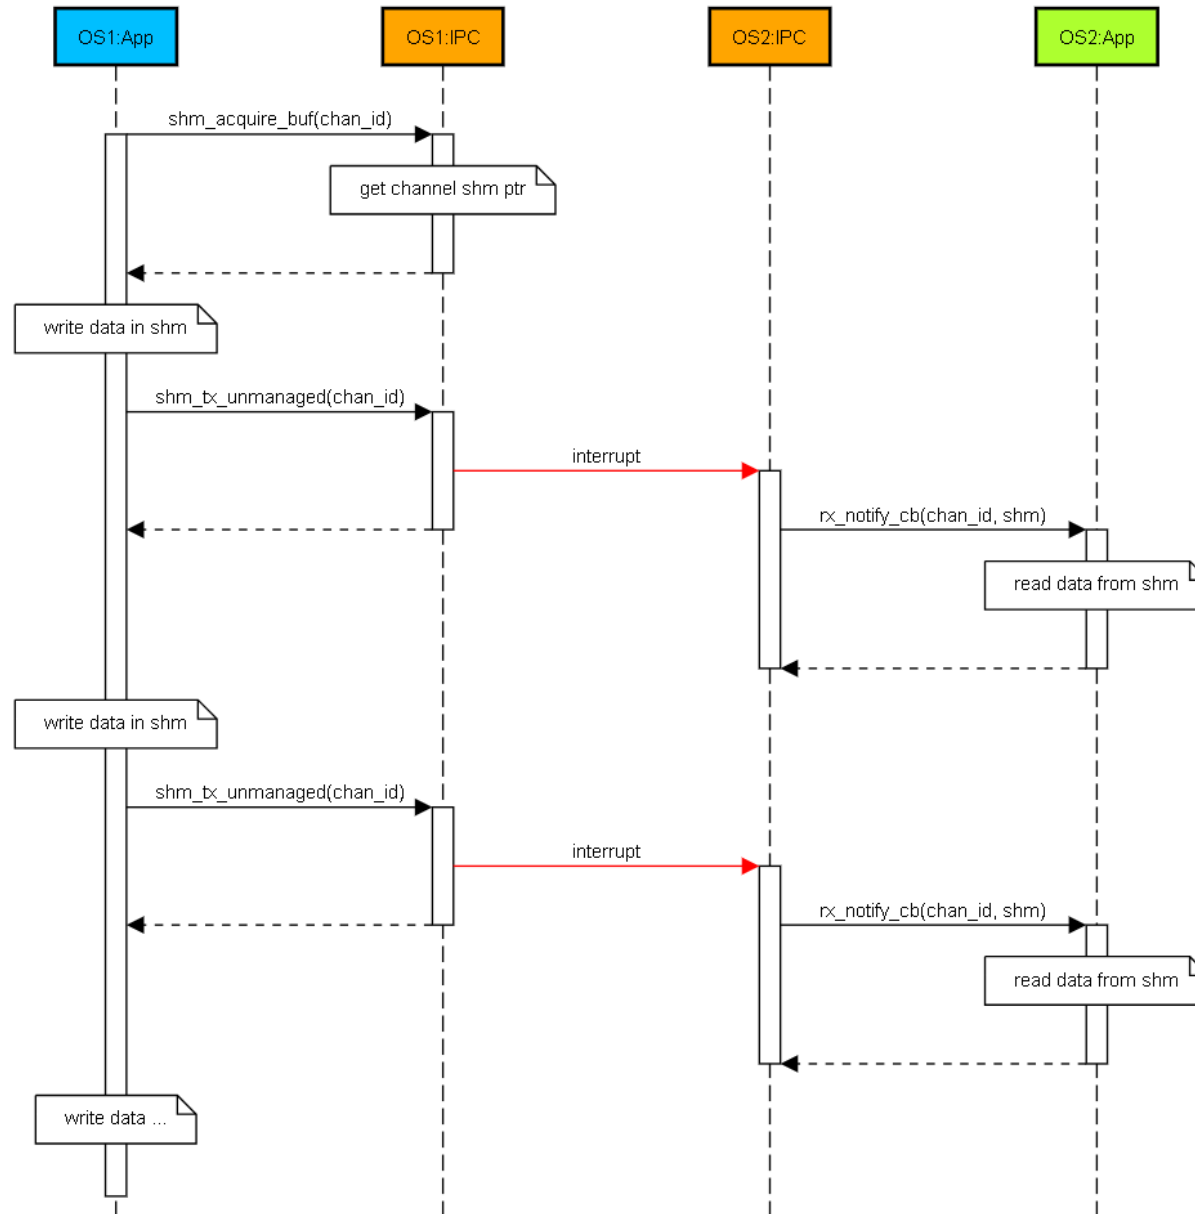 OS1:App
OS1:IPC
OS2:IPC
OS2:App
shm_acquire_buf(chan_id)
get channel shm ptr
write data in shm
shm_tx_unmanaged(chan_id)
interrupt
rx_notify_cb(chan_id, shm)
read data from shm
write data in shm
shm_tx_unmanaged(chan_id)
interrupt
rx_notify_cb(chan_id, shm)
read data from shm
write data ...